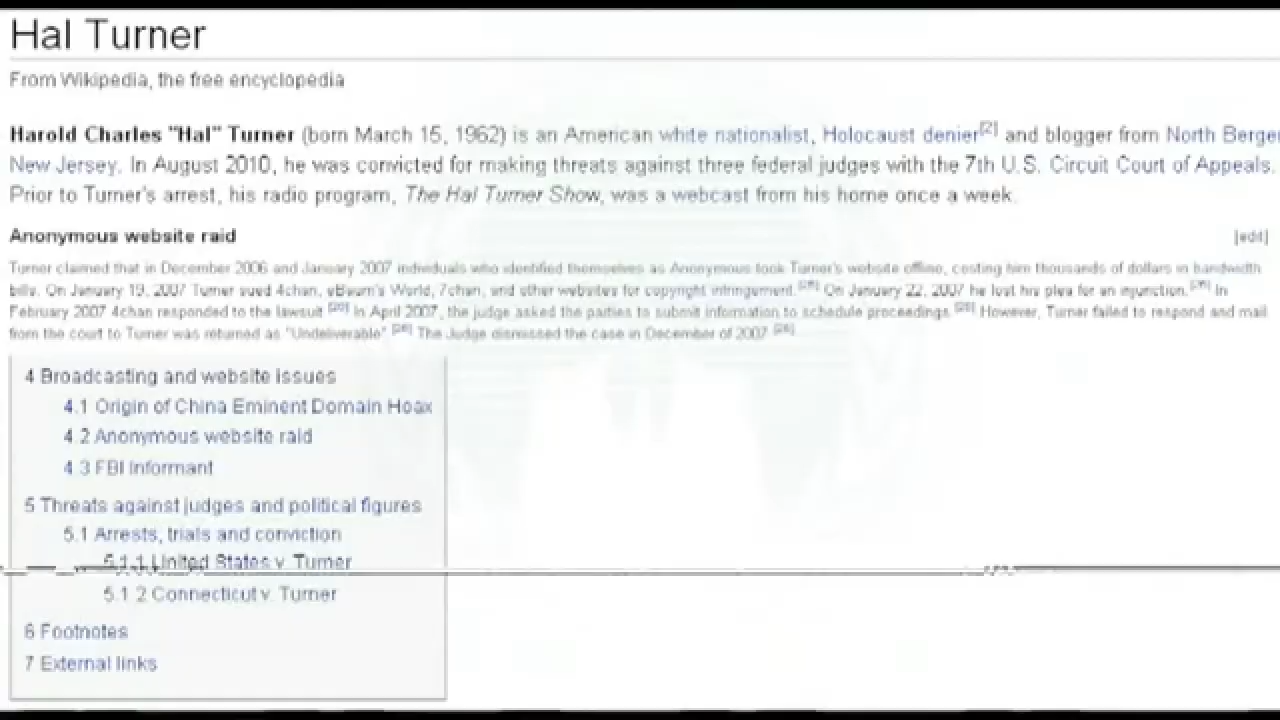 Hal Turner
From Wikipedia, the free encyclopedia
Harold Charles "Hal" Turner (born March 15, 1962) is an American white nationalist, Holocaust denier[2] and blogger from North Berge
New Jersey. In August 2010, he was convicted for making threats against three federal judges with the 7th U.S. Circuit Court of Appeals.
Prior to Turner's arrest, his radio program, The Hal Turner Show, was a webcast from his home once a week.
Anonymous website raid [edit]
Turner claimed that in December 2006 and January 2007 individuals who identified themselves as Anonymous took Turner's website offline, costing him thousands of dollars in bandwidth
bills. On January 19, 2007 Turner sued 4chan, eBaum's World, 7chan, and other websites for copyright infringement. On January 22, 2007 he lost his plea for an injunction. In
February 2007 4chan responded to the lawsuit In April 2007, the judge asked the parties to submit information to schedule proceedings. However, Turner failed to respond and mail
from the court to Turner was returned as "Undeliverable" The Judge dismissed the case in December of 2007
4 Broadcasting and website issues
4.1 Origin of China Eminent Domain Hoax
4.2 Anonymous website raid
4.3 FBI Informant
5 Threats against judges and political figures
5.1 Arrests, trials and conviction
5.1.1 United States v. Turner
5.1.2 Connecticut v. Turner
6 Footnotes
7 External links